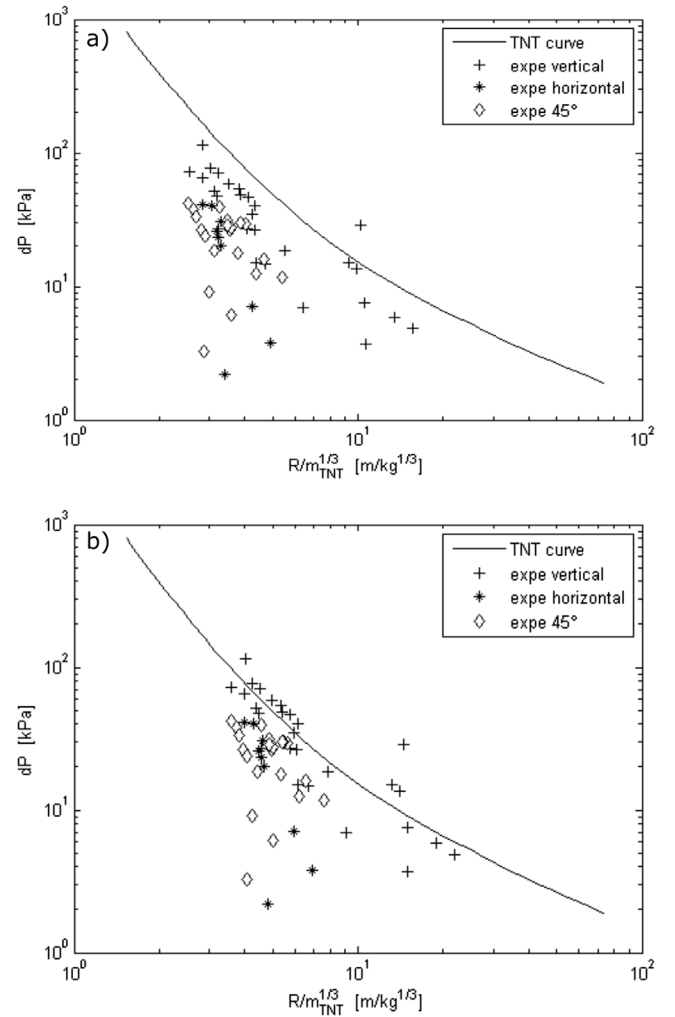 a)
10^3
10^2
10^1
10^0
dP [kPa]
TNT curve
expe vertical
expe horizontal
expe 45°
10^0
10^1
10^2
R/m_TNT^1/3 [m/kg^1/3]
b)
10^3
10^2
10^1
10^0
dP [kPa]
TNT curve
expe vertical
expe horizontal
expe 45°
10^0
10^1
10^2
R/m_TNT^1/3 [m/kg^1/3]